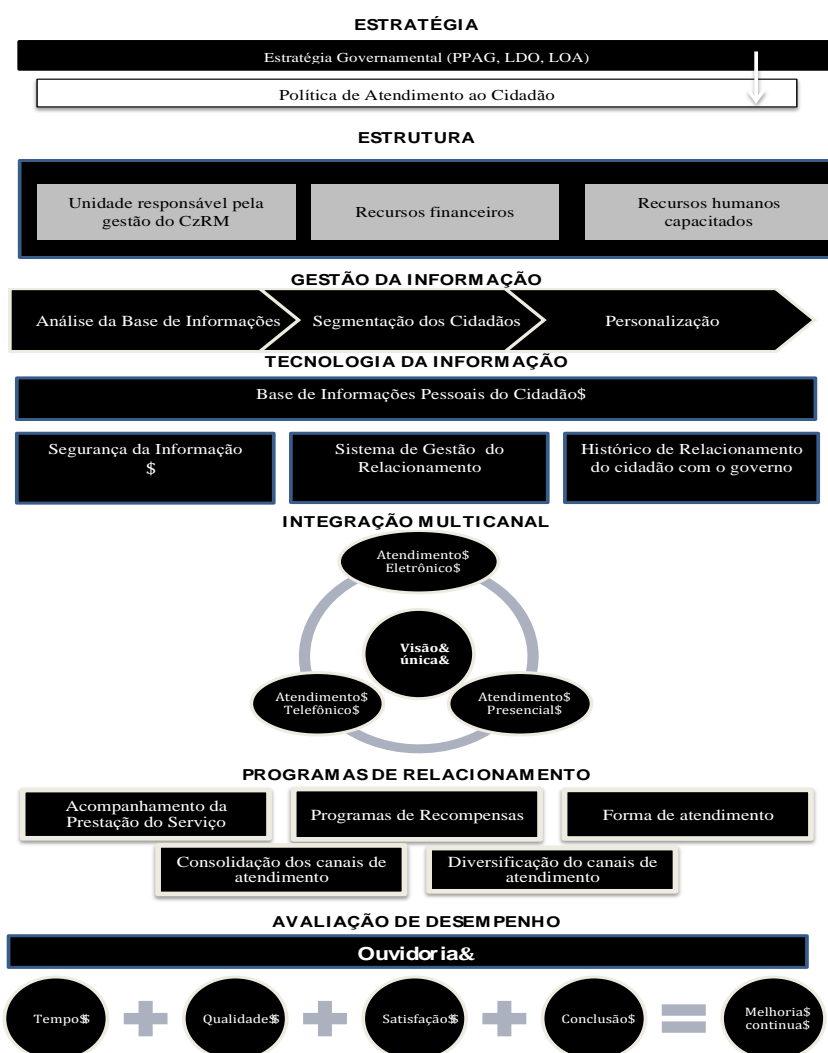 ESTRATÉGIA
Estratégia Governamental (PPAG, LDO, LOA)
Política de Atendimento ao Cidadão
ESTRUTURA
Unidade responsável pela
gestão do CzRM
Recursos financeiros
Recursos humanos
capacitados
GESTÃO DA INFORMAÇÃO
Análise da Base de Informações
Segmentação dos Cidadãos
Personalização
TECNOLOGIA DA INFORMAÇÃO
Base de Informações Pessoais do Cidadão$
Segurança da Informação
$
Sistema de Gestão do
Relacionamento
Histórico de Relacionamento
do cidadão com o governo
INTEGRAÇÃO MULTICANAL
Atendimento$
Eletrônico$
Visão&
única&
Atendimento$
Telefônico$
Atendimento$
Presencial$
PROGRAMAS DE RELACIONAMENTO
Acompanhamento da
Prestação do Serviço
Programas de Recompensas
Forma de atendimento
Consolidação dos canais de
atendimento
Diversificação do canais de
atendimento
AVALIAÇÃO DE DESEMPENHO
Ouvidoria&
Tempo$
Qualidade$
Satisfação$
Conclusão$
Melhoria$
continua$